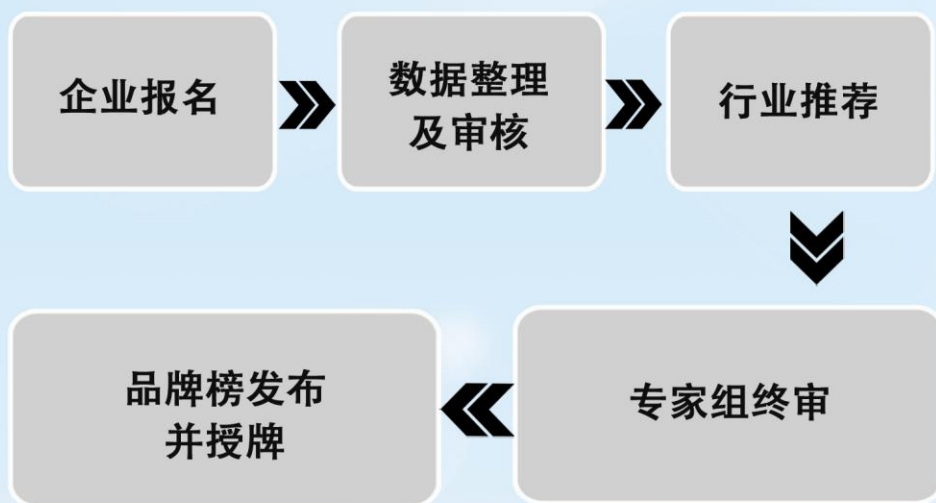 企业报名
数据整理
及审核
行业推荐
专家组终审
品牌榜发布
并授牌